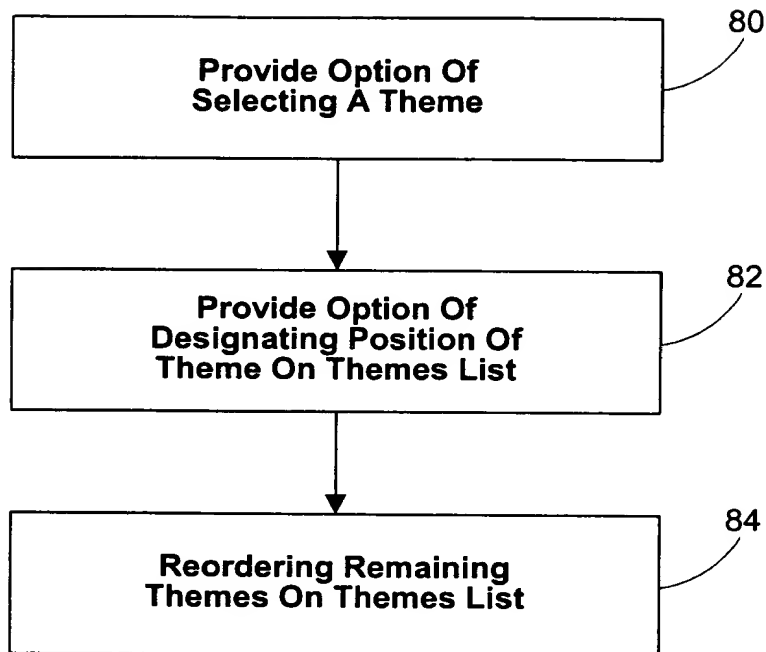 80
Provide Option Of
Selecting A Theme
82
Provide Option Of
Designating Position Of
Theme On Themes List
84
Reordering Remaining
Themes On Themes List